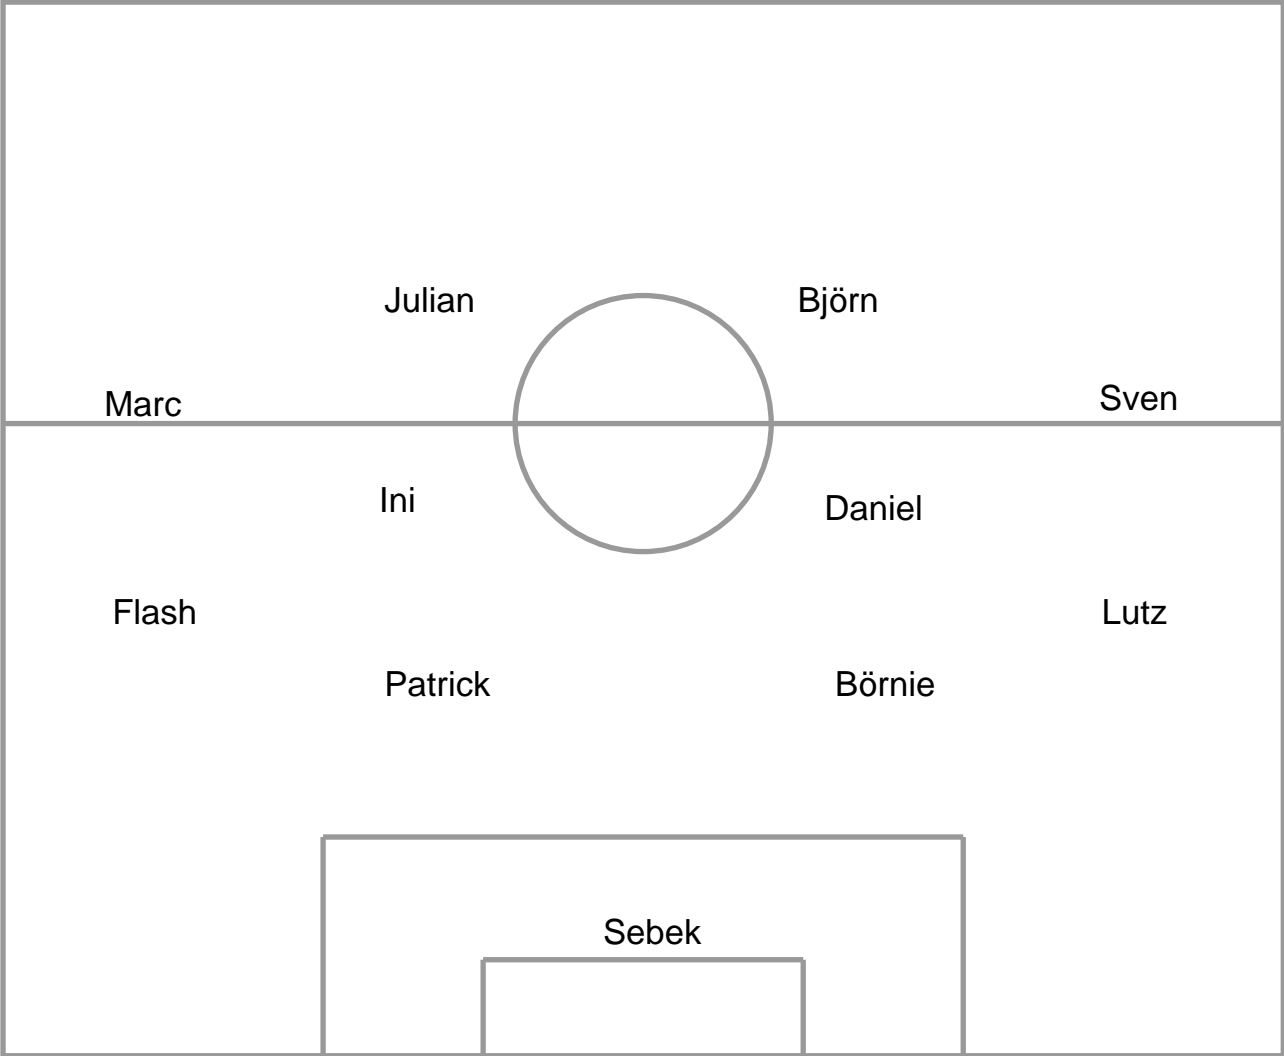 Julian
Björn
Marc
Sven
Ini
Daniel
Flash
Lutz
Patrick
Börnie
Sebek